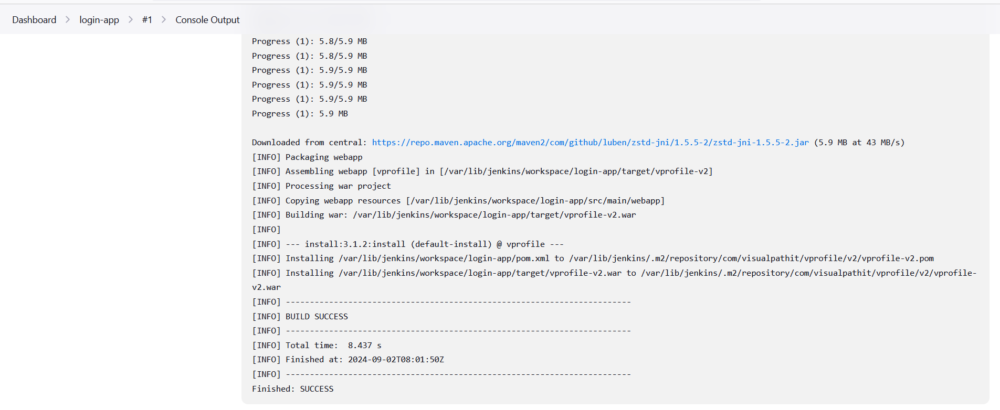 Dashboard > login-app > #1 > Console Output
Progress (1): 5.8/5.9 MB
Progress (1): 5.8/5.9 MB
Progress (1): 5.9/5.9 MB
Progress (1): 5.9/5.9 MB
Progress (1): 5.9/5.9 MB
Progress (1): 5.9 MB
Downloaded from central: https://repo.maven.apache.org/maven2/com/github/luben/zstd-jni/1.5.5-2/zstd-jni-1.5.5-2.jar (5.9 MB at 43 MB/s)
[INFO] Packaging webapp
[INFO] Assembling webapp [vprofile] in [/var/lib/jenkins/workspace/login-app/target/vprofile-v2]
[INFO] Processing war project
[INFO] Copying webapp resources [/var/lib/jenkins/workspace/login-app/src/main/webapp]
[INFO] Building war: /var/lib/jenkins/workspace/login-app/target/vprofile-v2.war
[INFO]
[INFO] --- install:3.1.2:install (default-install) @ vprofile ---
[INFO] Installing /var/lib/jenkins/workspace/login-app/pom.xml to /var/lib/jenkins/.m2/repository/com/visualpathit/vprofile/v2/vprofile-v2.pom
[INFO] Installing /var/lib/jenkins/workspace/login-app/target/vprofile-v2.war to /var/lib/jenkins/.m2/repository/com/visualpathit/vprofile/v2/vprofile-
v2.war
[INFO] ------------------------------------------------------------------------
[INFO] BUILD SUCCESS
[INFO] ------------------------------------------------------------------------
[INFO] Total time:  8.437 s
[INFO] Finished at: 2024-09-02T08:01:50Z
[INFO] ------------------------------------------------------------------------
Finished: SUCCESS